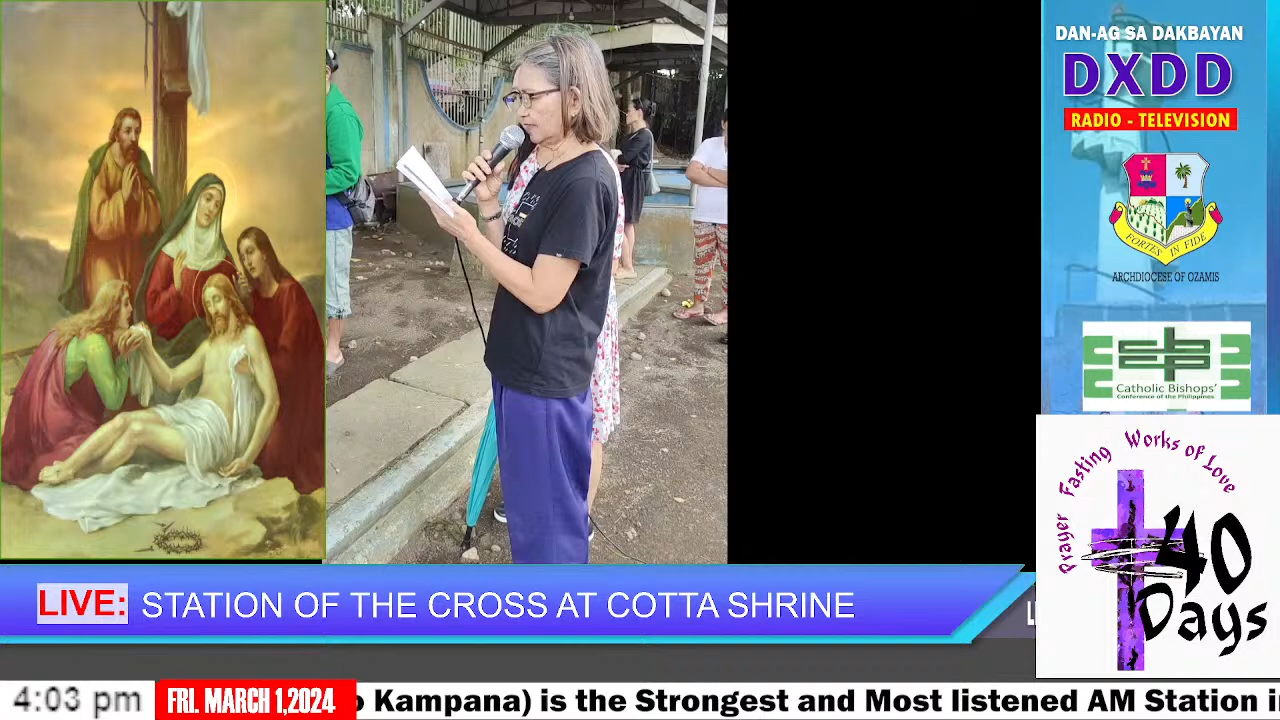 DAN-AG SA DAKBAYAN
DXDD
RADIO - TELEVISION
FORTES IN FIDE
ARCHDIOCESE OF OZAMIS
cbcp
Catholic Bishops'
Conference of the Philippines
Prayer Fasting Works of Love
40
Days
LIVE: STATION OF THE CROSS AT COTTA SHRINE
4:03 pm
FRI. MARCH 1,2024
o Kampana) is the Strongest and Most listened AM Station i